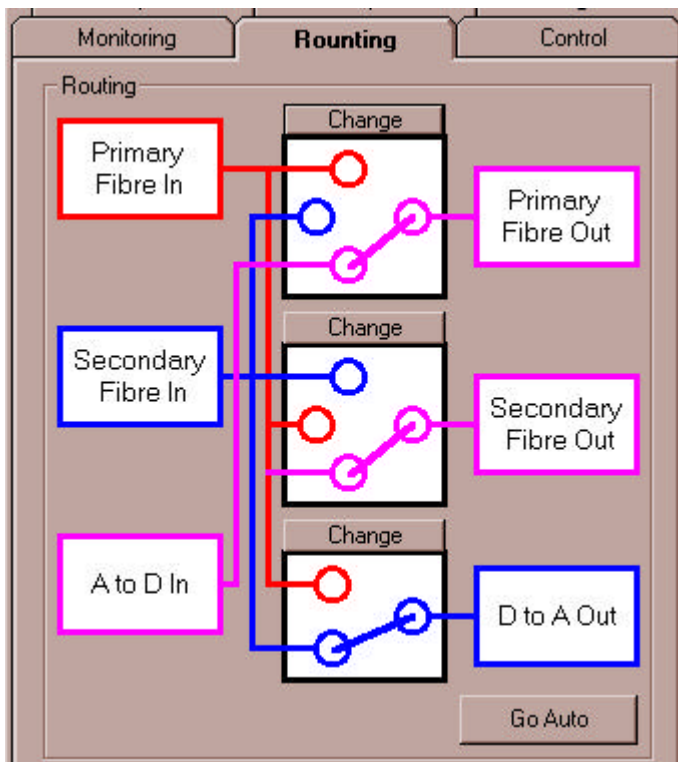 Monitoring
Rounting
Control
Routing
Change
Primary
Fibre In
Primary
Fibre Out
Change
Secondary
Fibre In
Secondary
Fibre Out
Change
A to D In
D to A Out
Go Auto